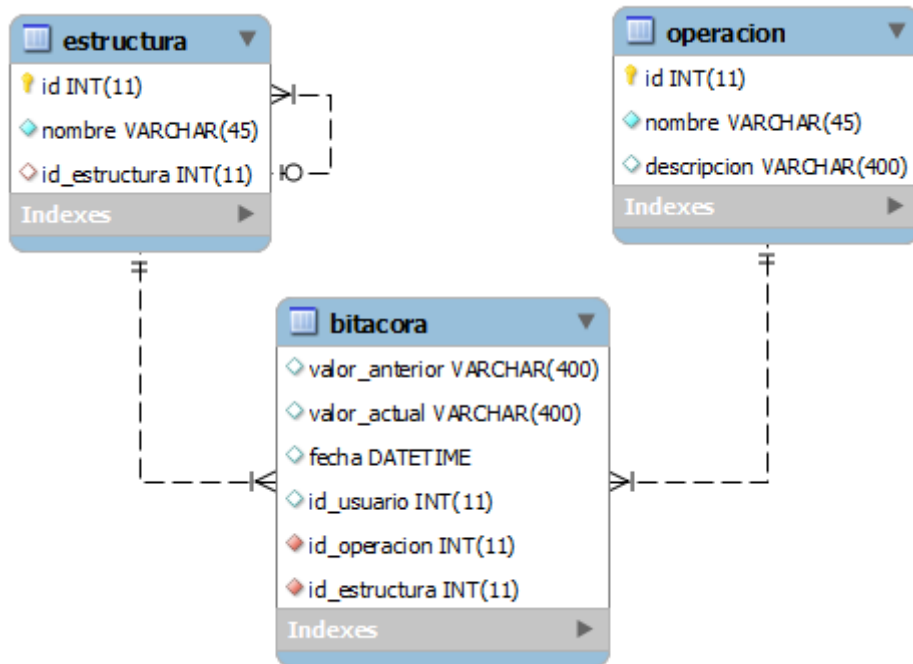 estructura
id INT(11)
nombre VARCHAR(45)
id_estructura INT(11)
Indexes
operacion
id INT(11)
nombre VARCHAR(45)
descripcion VARCHAR(400)
Indexes
bitacora
valor_anterior VARCHAR(400)
valor_actual VARCHAR(400)
fecha DATETIME
id_usuario INT(11)
id_operacion INT(11)
id_estructura INT(11)
Indexes